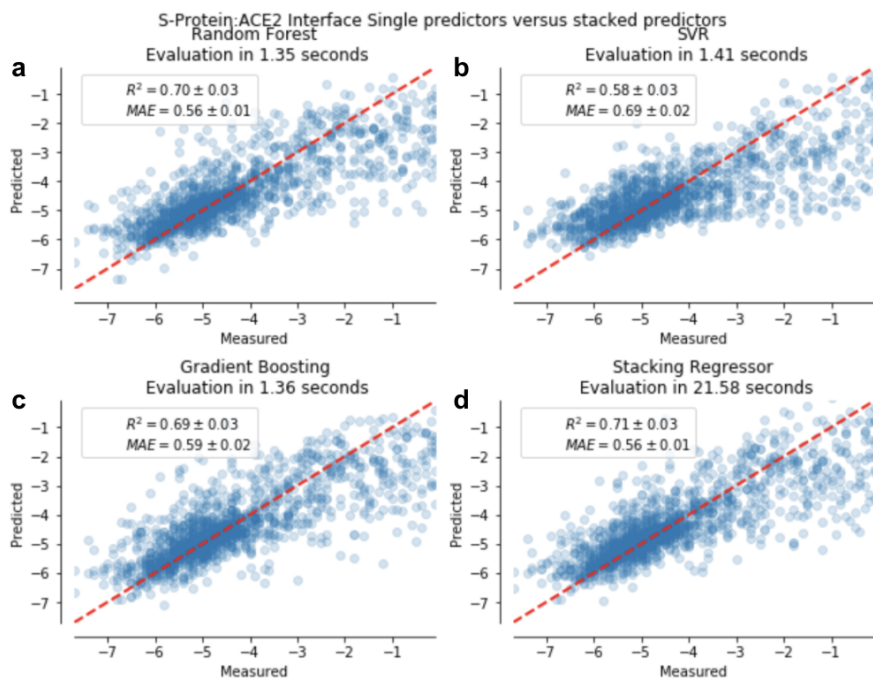 S-Protein:ACE2 Interface Single predictors versus stacked predictors
Random Forest
Evaluation in 1.35 seconds
a
R² = 0.70 ± 0.03
MAE = 0.56 ± 0.01
−1
−2
−3
−4
−5
−6
−7
Predicted
−7 −6 −5 −4 −3 −2 −1
Measured
SVR
Evaluation in 1.41 seconds
b
R² = 0.58 ± 0.03
MAE = 0.69 ± 0.02
−1
−2
−3
−4
−5
−6
−7
Predicted
−7 −6 −5 −4 −3 −2 −1
Measured
Gradient Boosting
Evaluation in 1.36 seconds
c
R² = 0.69 ± 0.03
MAE = 0.59 ± 0.02
−1
−2
−3
−4
−5
−6
−7
Predicted
−7 −6 −5 −4 −3 −2 −1
Measured
Stacking Regressor
Evaluation in 21.58 seconds
d
R² = 0.71 ± 0.03
MAE = 0.56 ± 0.01
−1
−2
−3
−4
−5
−6
−7
Predicted
−7 −6 −5 −4 −3 −2 −1
Measured